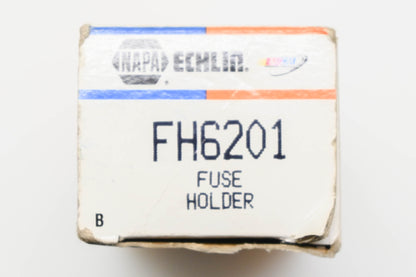 NAPA ECHLIN.
FH6201
FUSE
HOLDER
B